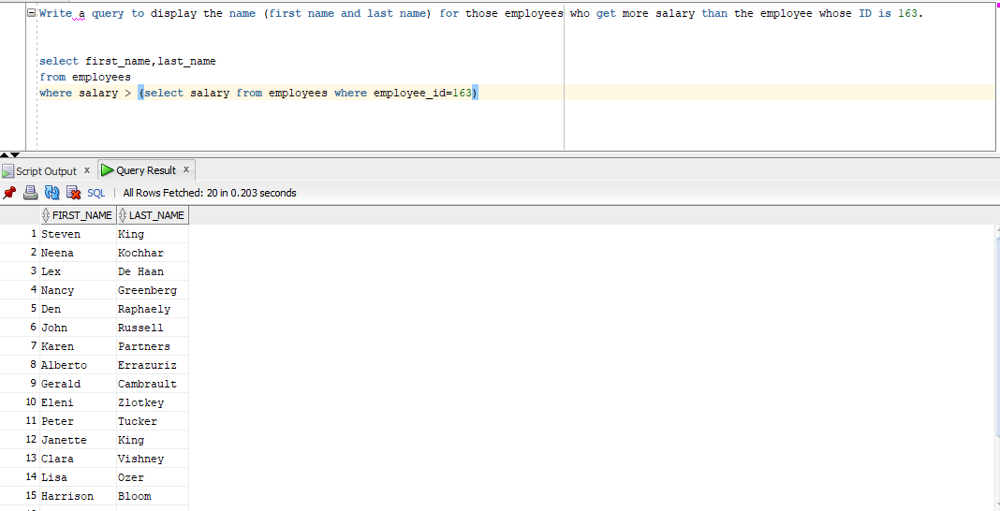 Write a query to display the name (first name and last name) for those employees who get more salary than the employee whose ID is 163.
select first_name,last_name
from employees
where salary > (select salary from employees where employee_id=163)
Script Output x Query Result x
SQL | All Rows Fetched: 20 in 0.203 seconds
FIRST_NAME LAST_NAME
1 Steven King
2 Neena Kochhar
3 Lex De Haan
4 Nancy Greenberg
5 Den Raphaely
6 John Russell
7 Karen Partners
8 Alberto Errazuriz
9 Gerald Cambrault
10 Eleni Zlotkey
11 Peter Tucker
12 Janette King
13 Clara Vishney
14 Lisa Ozer
15 Harrison Bloom